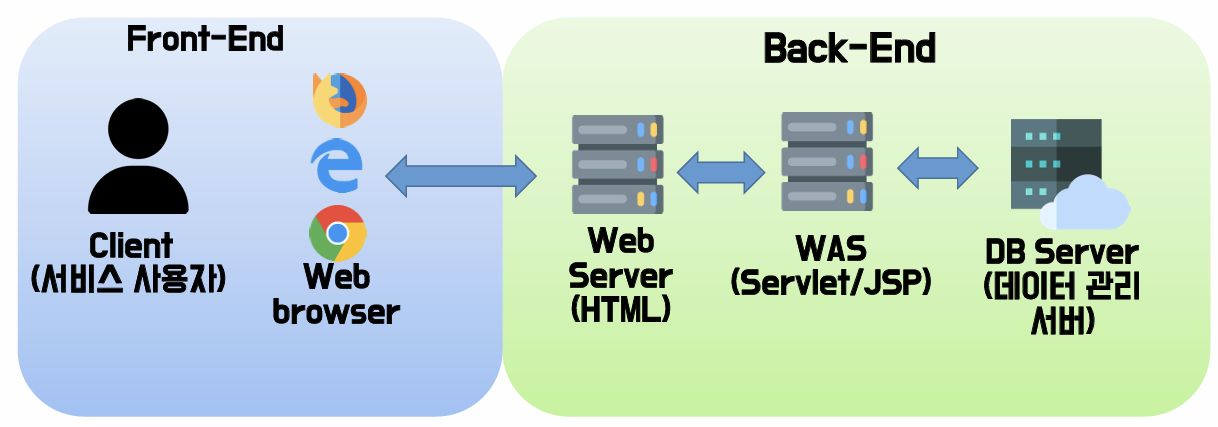 Front-End
Back-End
Client
(서비스 사용자)
Web
browser
Web
Server
(HTML)
WAS
(Servlet/JSP)
DB Server
(데이터 관리
서버)